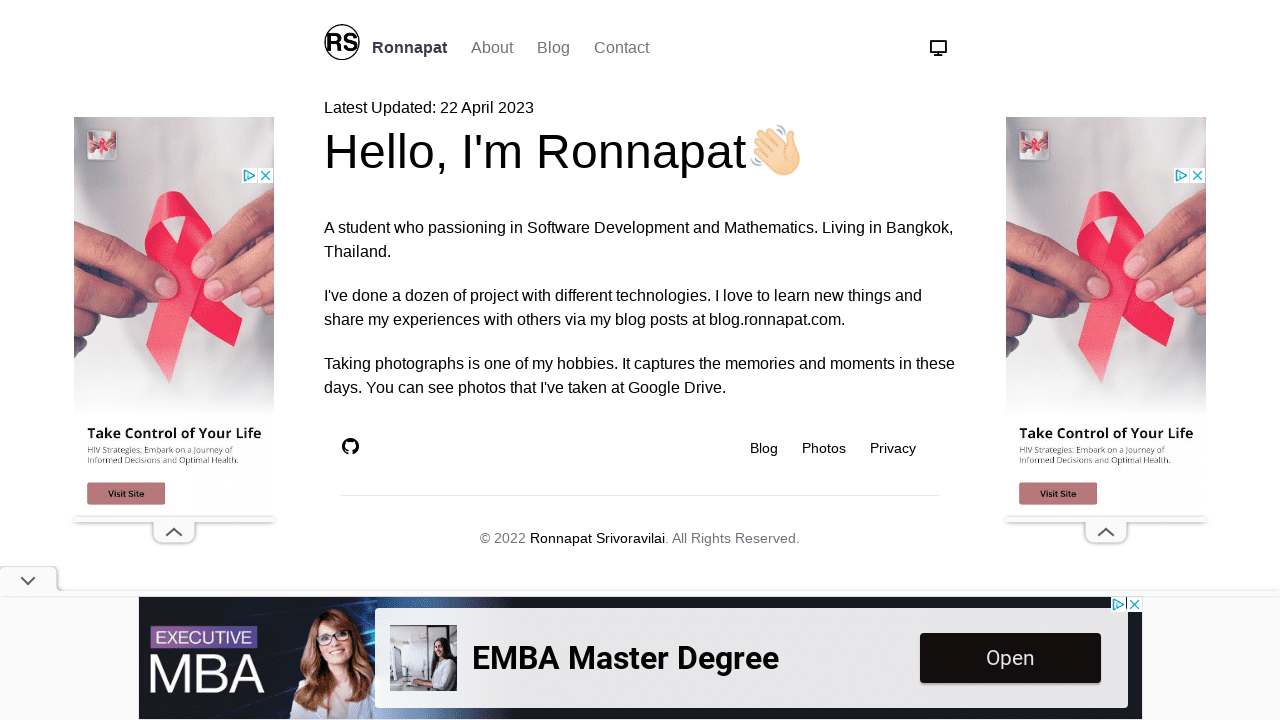 RS
Ronnapat About Blog Contact
Latest Updated: 22 April 2023
Hello, I'm Ronnapat👋🏻
A student who passioning in Software Development and Mathematics. Living in Bangkok,
Thailand.
I've done a dozen of project with different technologies. I love to learn new things and
share my experiences with others via my blog posts at blog.ronnapat.com.
Taking photographs is one of my hobbies. It captures the memories and moments in these
days. You can see photos that I've taken at Google Drive.
Blog Photos Privacy
© 2022 Ronnapat Srivoravilai. All Rights Reserved.
Take Control of Your Life
HIV Strategies: Embark on a Journey of
Informed Decisions and Optimal Health.
Visit Site
Take Control of Your Life
HIV Strategies: Embark on a Journey of
Informed Decisions and Optimal Health.
Visit Site
EXECUTIVE
MBA
EMBA Master Degree
Open